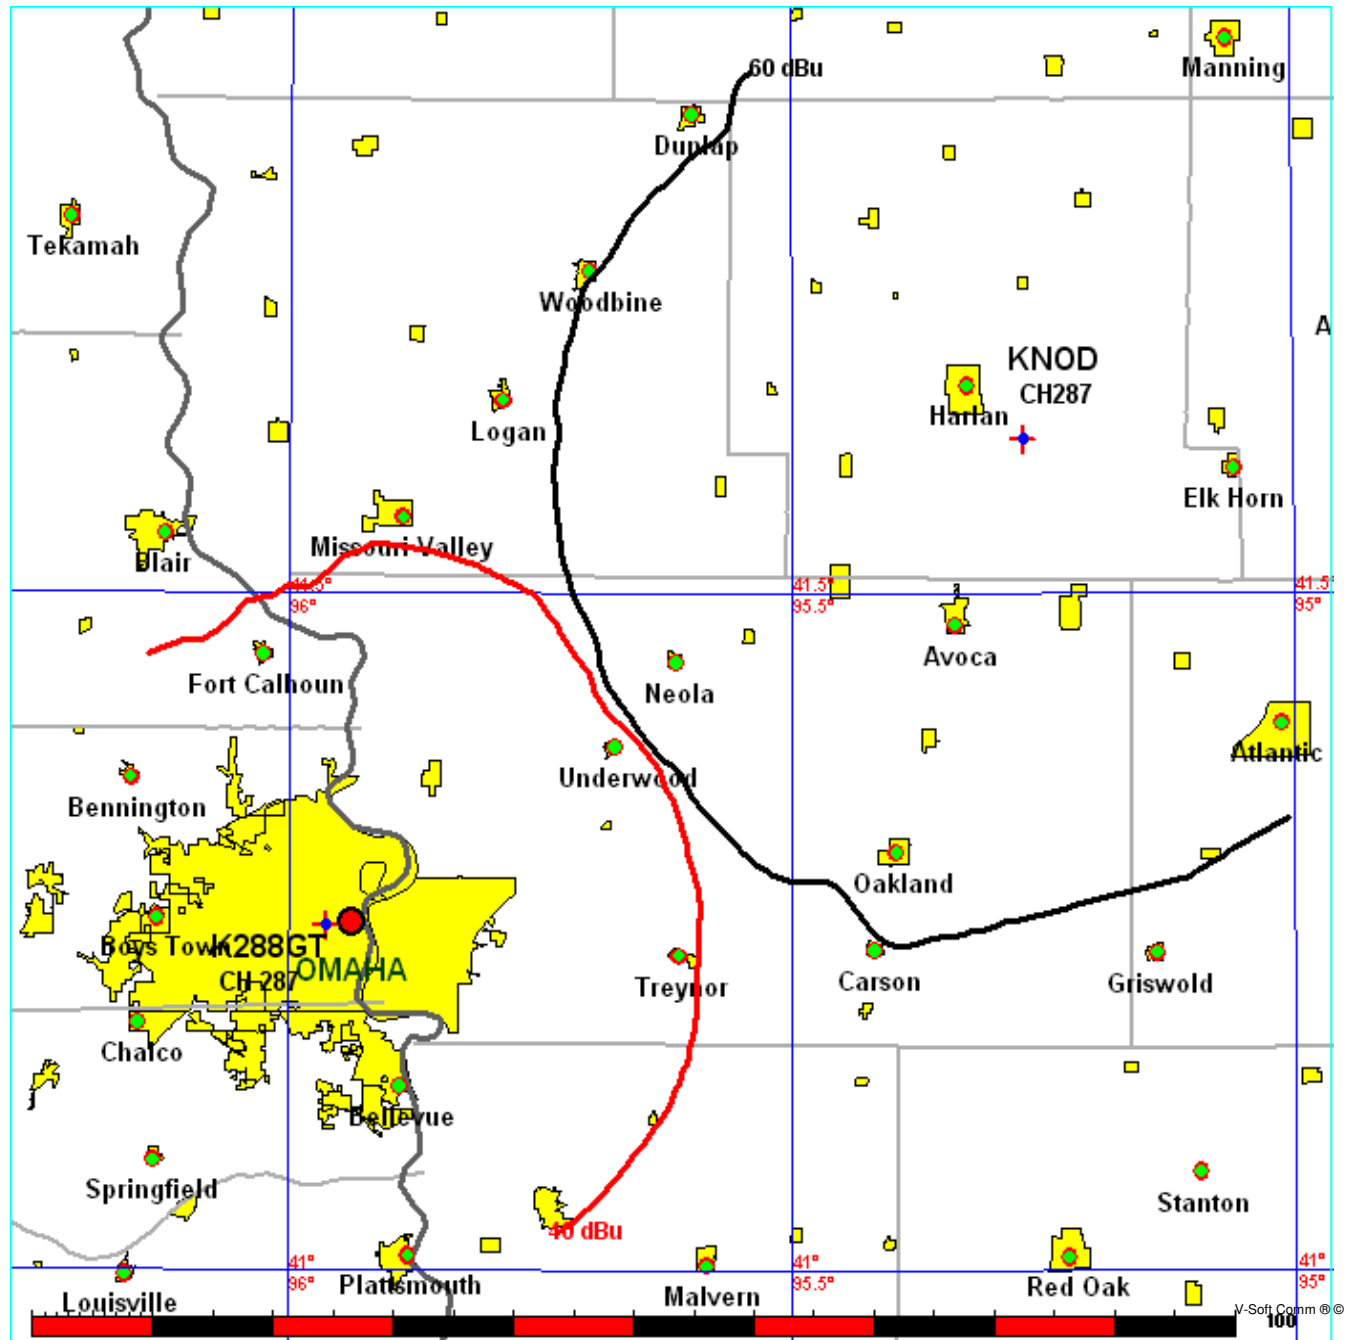 60 dBu
Manning
Dunlap
Tekamah
Woodbine
A
KNOD
CH287
Harlan
Logan
Elk Horn
Missouri Valley
Blair
41.5°
96°
41.5°
95.5°
41.5°
95°
Avoca
Fort Calhoun
Neola
Atlantic
Underwood
Bennington
Oakland
Boys Town
K288GT
CH 287
OMAHA
Treynor
Carson
Griswold
Chalco
Bellevue
Springfield
Stanton
40 dBu
41°
96°
41°
95.5°
41°
95°
Plattsmouth
Malvern
Red Oak
Louisville
V-Soft Comm ® ©
100